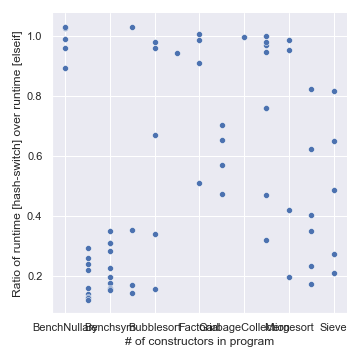 Ratio of runtime [hash-switch] over runtime [elseif]
1.0
0.8
0.6
0.4
0.2
BenchNullary Benchsym Bubblesort Factorial GarbageCollection Mergesort Sieve
# of constructors in program